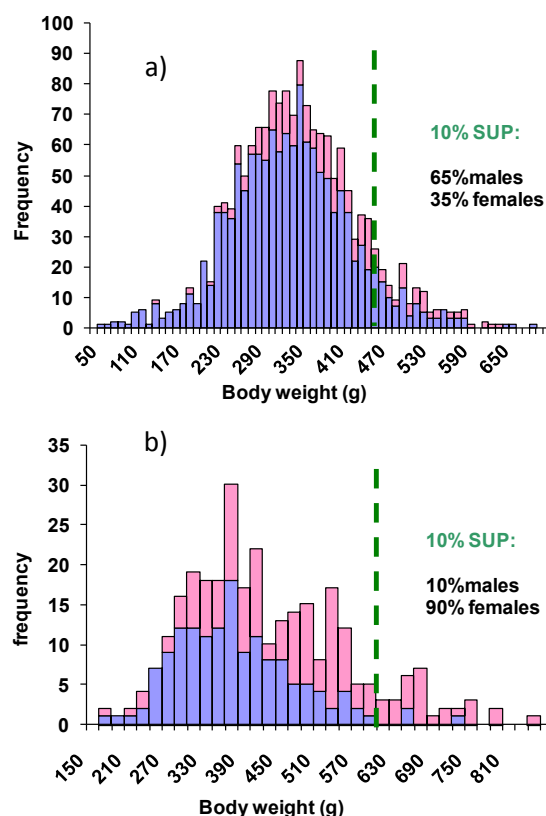 a)
Frequency
100
90
80
70
60
50
40
30
20
10
0
10% SUP:
65%males
35% females
50 110 170 230 290 350 410 470 530 590 650
Body weight (g)
b)
frequency
35
30
25
20
15
10
5
0
10% SUP:
10%males
90% females
150 210 270 330 390 450 510 570 630 690 750 810
Body weight (g)